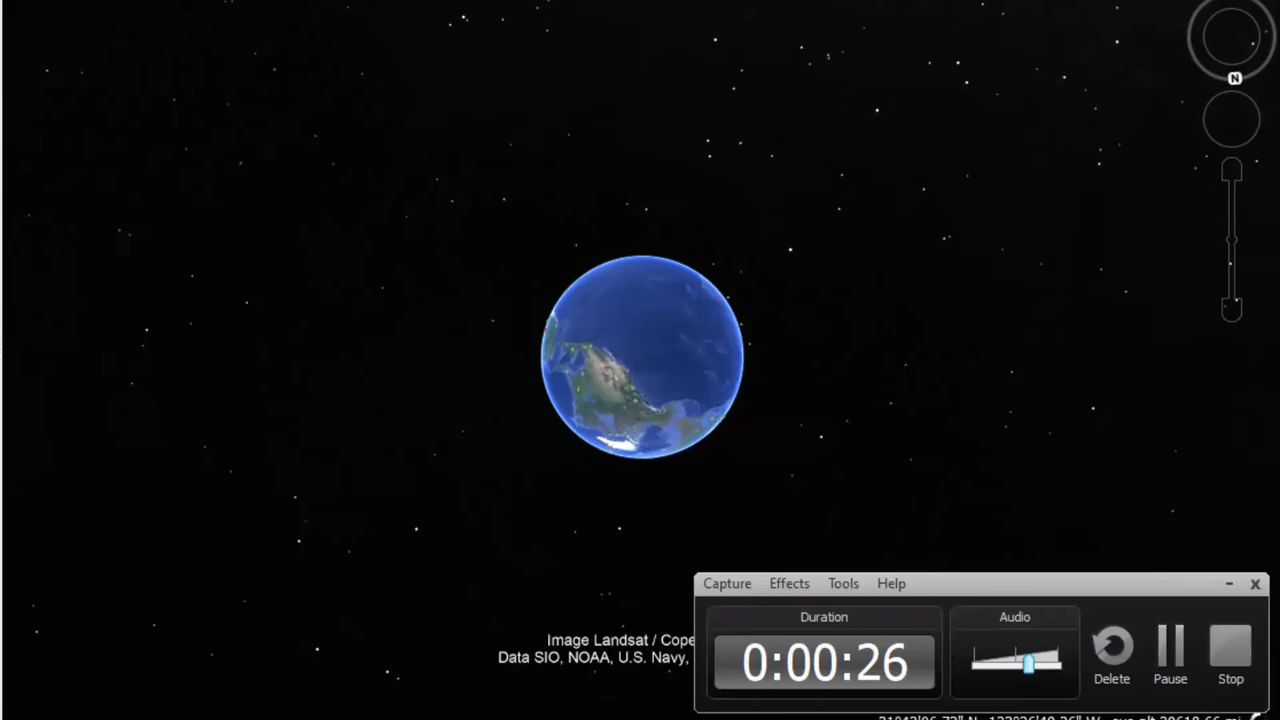 N
Capture Effects Tools Help
Duration
Audio
0:00:26
Delete Pause Stop
Image Landsat / Cope
Data SIO, NOAA, U.S. Navy,